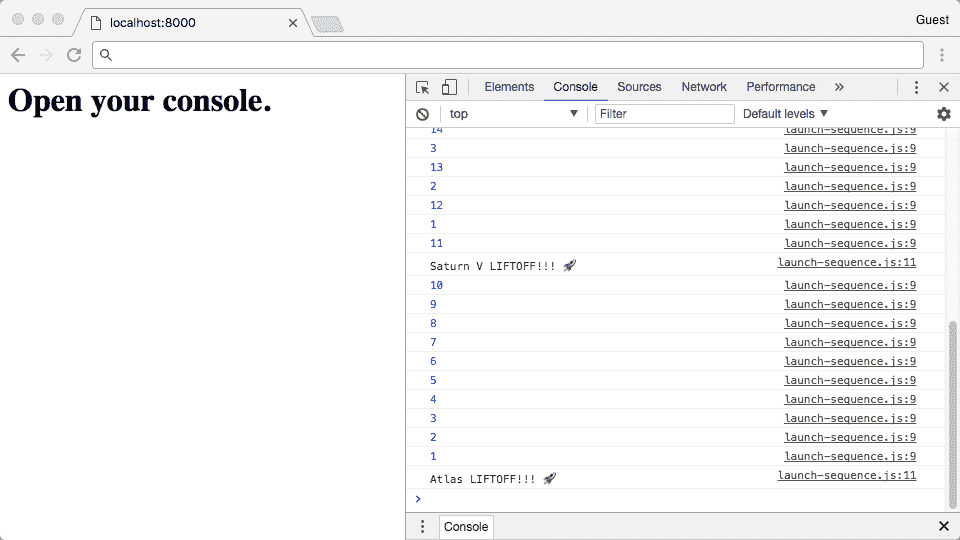 localhost:8000
Guest
Open your console.
Elements Console Sources Network Performance »
top Filter Default levels
14 launch-sequence.js:9
3 launch-sequence.js:9
13 launch-sequence.js:9
2 launch-sequence.js:9
12 launch-sequence.js:9
1 launch-sequence.js:9
11 launch-sequence.js:9
Saturn V LIFTOFF!!! 🚀 launch-sequence.js:11
10 launch-sequence.js:9
9 launch-sequence.js:9
8 launch-sequence.js:9
7 launch-sequence.js:9
6 launch-sequence.js:9
5 launch-sequence.js:9
4 launch-sequence.js:9
3 launch-sequence.js:9
2 launch-sequence.js:9
1 launch-sequence.js:9
Atlas LIFTOFF!!! 🚀 launch-sequence.js:11
Console